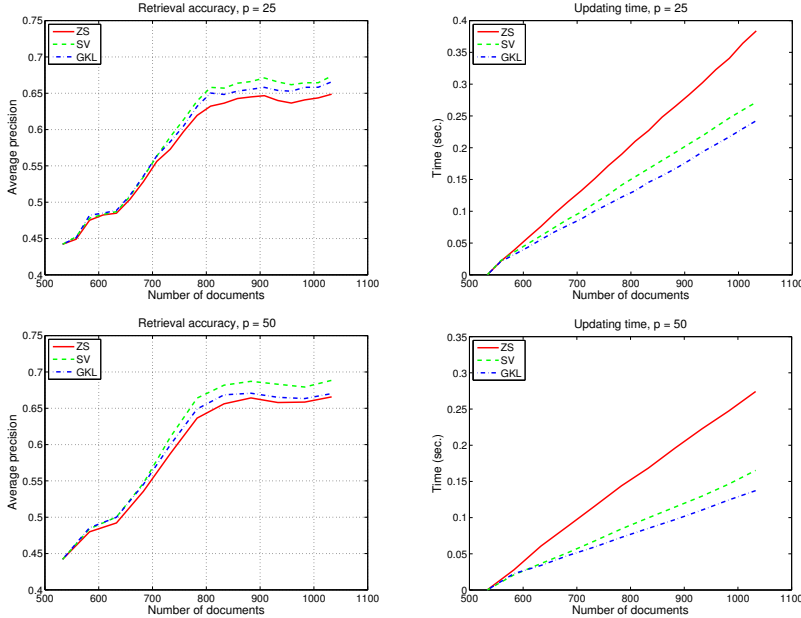 Retrieval accuracy, p = 25
0.75
0.7
0.65
0.6
0.55
0.5
0.45
0.4
500 600 700 800 900 1000 1100
Average precision
Number of documents
ZS
SV
GKL
Updating time, p = 25
0.4
0.35
0.3
0.25
0.2
0.15
0.1
0.05
0
500 600 700 800 900 1000 1100
Time (sec.)
Number of documents
ZS
SV
GKL
Retrieval accuracy, p = 50
0.75
0.7
0.65
0.6
0.55
0.5
0.45
0.4
500 600 700 800 900 1000 1100
Average precision
Number of documents
ZS
SV
GKL
Updating time, p = 50
0.35
0.3
0.25
0.2
0.15
0.1
0.05
0
500 600 700 800 900 1000 1100
Time (sec.)
Number of documents
ZS
SV
GKL